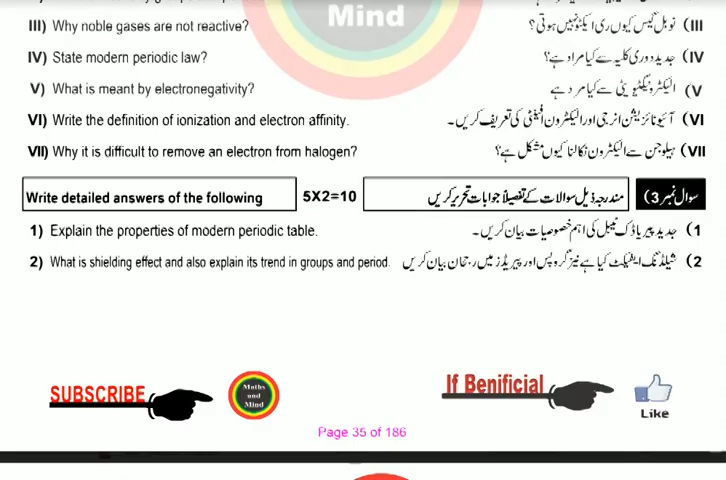 Mind
III) Why noble gases are not reactive? نوبل گیس کیوں ری ایکٹو نہیں ہوتی؟ (III
IV) State modern periodic law? جدید دوری کلیہ سے کیا مراد ہے؟ (IV
V) What is meant by electronegativity? الیکٹرونیگٹیویٹی سے کیا مرد ہے (V
VI) Write the definition of ionization and electron affinity. آئیونائزیشن انرجی اور الیکٹرون افینٹی کی تعریف کریں۔ (VI
VII) Why it is difficult to remove an electron from halogen? ہیلوجن سے الیکٹرون نکالنا کیوں مشکل ہے؟ (VII
Write detailed answers of the following 5X2=10 مندرجہ ذیل سوالات کے تفصیلاً جوابات تحریر کریں سوال نمبر 3)
1) Explain the properties of modern periodic table. جدید پیریاڈک ٹیبل کی اہم خصوصیات بیان کریں۔ (1
2) What is shielding effect and also explain its trend in groups and period. شیلڈنگ ایفیکٹ کیا ہے نیز گروپس اور پیریڈز میں رجحان بیان کریں (2
SUBSCRIBE
Maths
and
Mind
If Benificial
Like
Page 35 of 186